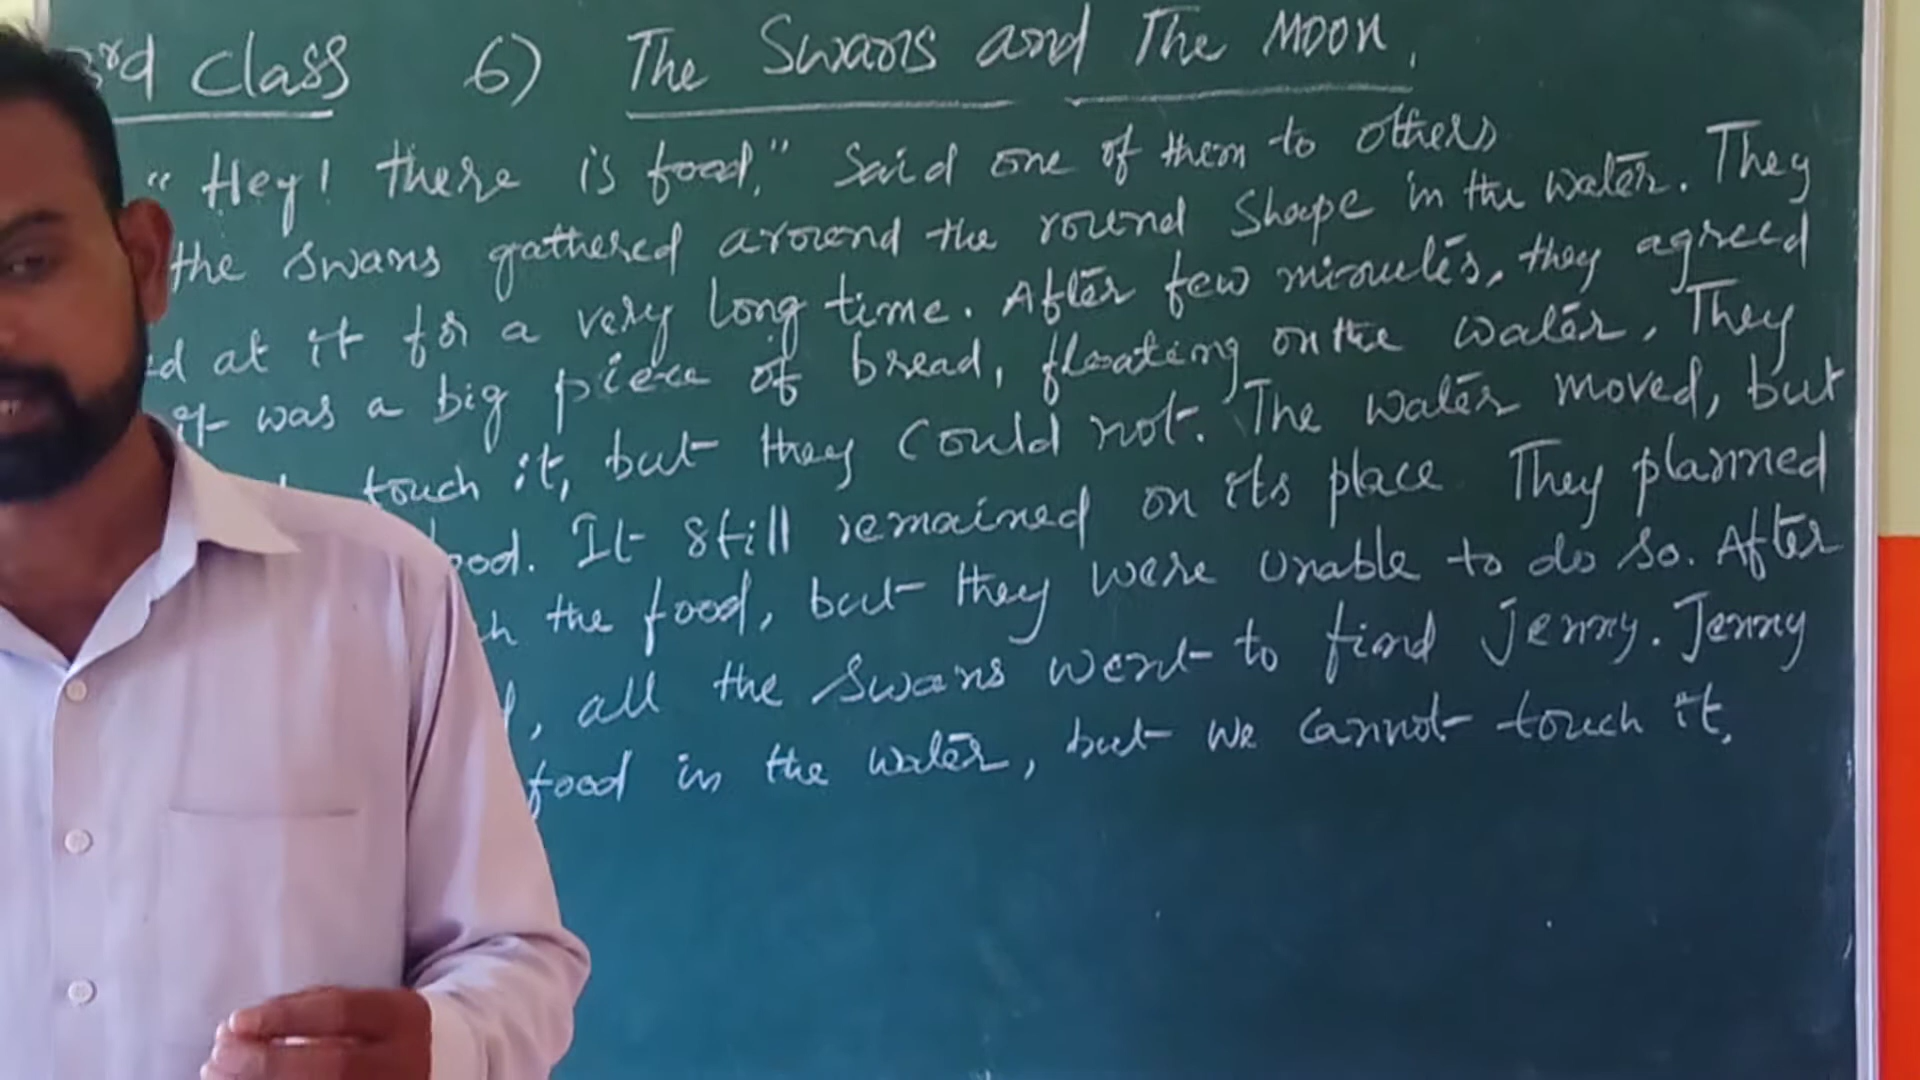 3rd class 6) The Swans and The Moon.
"Hey! there is food," Said one of them to others
the swans gathered around the round Shape in the water. They
at it for a very long time. After few minutes, they agreed
it was a big piece of bread, floating on the water, They
touch it, but they could not. The water moved, but
It still remained on its place They planned
the food, but they were unable to do so. After
, all the swans went to find Jenny. Jenny
food in the water, but we cannot touch it,